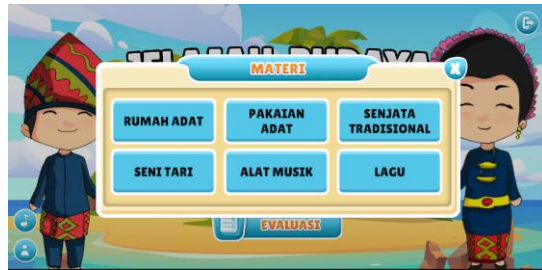 MATERI
RUMAH ADAT
PAKAIAN
ADAT
SENJATA
TRADISIONAL
SENI TARI
ALAT MUSIK
LAGU
EVALUASI